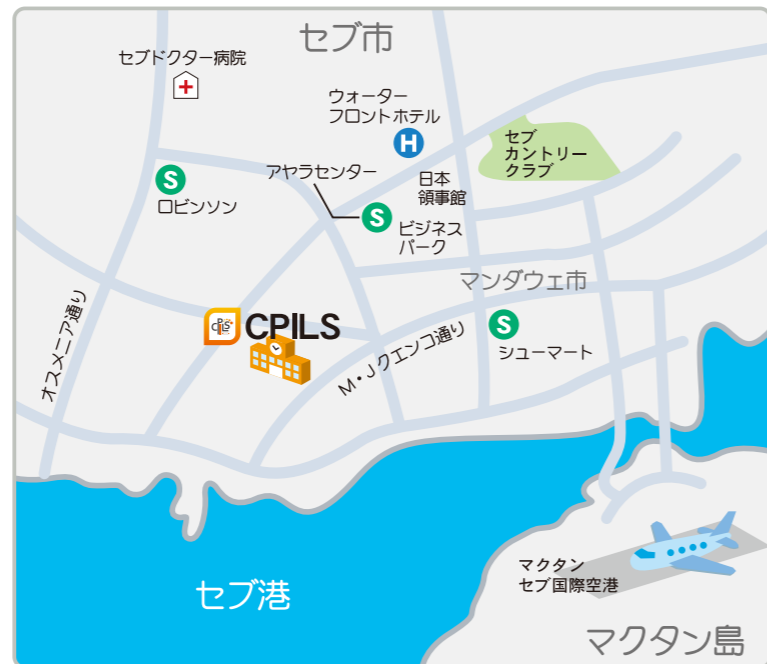 セブ市
セブドクター病院
ウォーター
フロントホテル
H
セブ
カントリー
クラブ
アヤラセンター
日本
領事館
S
ロビンソン
S
ビジネス
パーク
マンダウェ市
オスメニア通り
CPILS
CPILS
M・Jクエンコ通り
S
シューマート
マクタン
セブ国際空港
セブ港
マクタン島